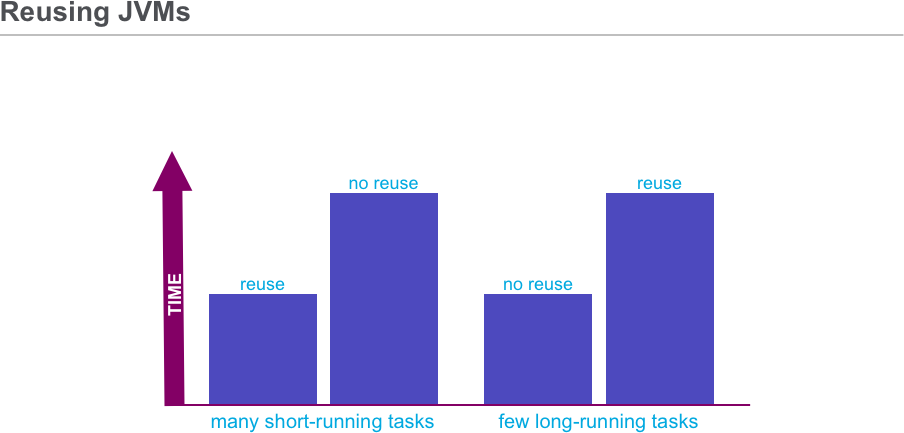 Reusing JVMs
no reuse
reuse
reuse
no reuse
TIME
many short-running tasks
few long-running tasks